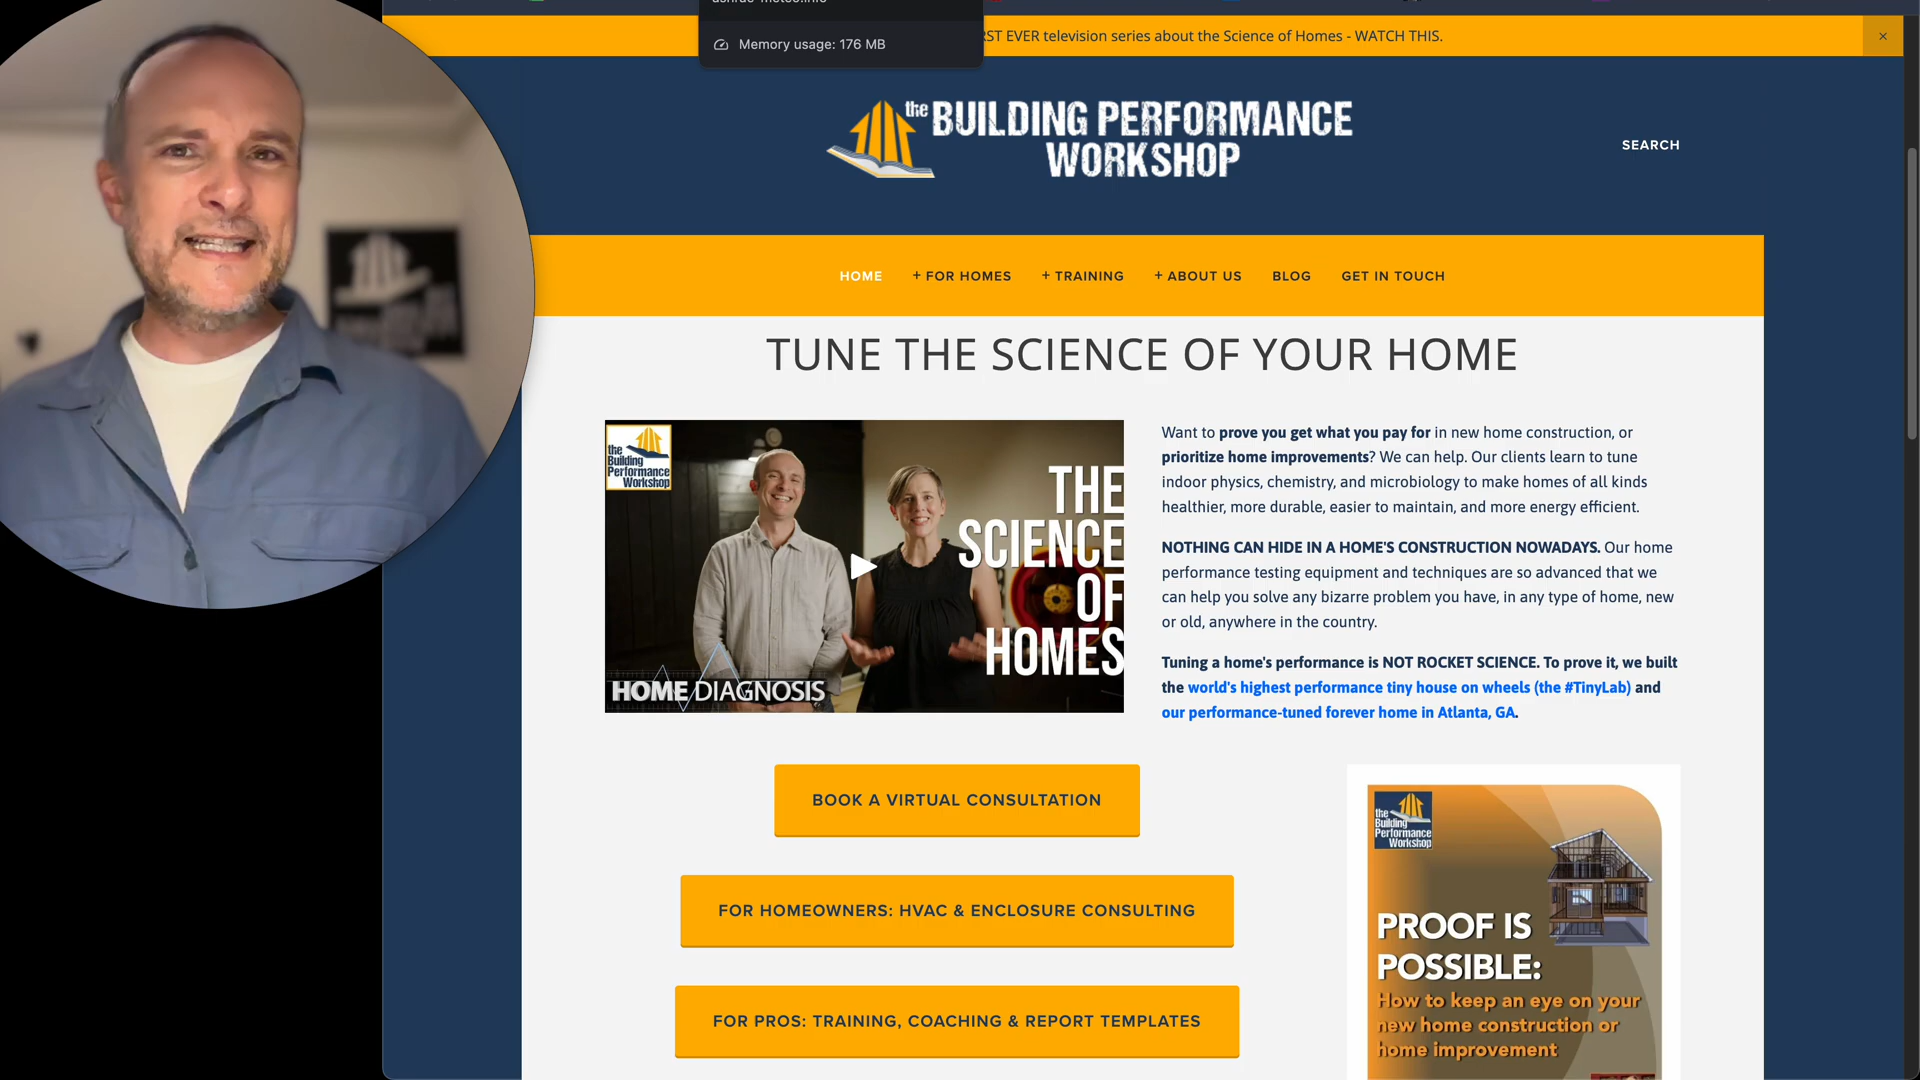 Memory usage: 176 MB
RST EVER television series about the Science of Homes - WATCH THIS.
×
the BUILDING PERFORMANCE
WORKSHOP
SEARCH
HOME
+ FOR HOMES
+ TRAINING
+ ABOUT US
BLOG
GET IN TOUCH
TUNE THE SCIENCE OF YOUR HOME
the
Building
Performance
Workshop
THE
SCIENCE
OF
HOMES
HOME DIAGNOSIS
Want to prove you get what you pay for in new home construction, or
prioritize home improvements? We can help. Our clients learn to tune
indoor physics, chemistry, and microbiology to make homes of all kinds
healthier, more durable, easier to maintain, and more energy efficient.
NOTHING CAN HIDE IN A HOME'S CONSTRUCTION NOWADAYS. Our home
performance testing equipment and techniques are so advanced that we
can help you solve any bizarre problem you have, in any type of home, new
or old, anywhere in the country.
Tuning a home's performance is NOT ROCKET SCIENCE. To prove it, we built
the world's highest performance tiny house on wheels (the #TinyLab) and
our performance-tuned forever home in Atlanta, GA.
BOOK A VIRTUAL CONSULTATION
FOR HOMEOWNERS: HVAC & ENCLOSURE CONSULTING
FOR PROS: TRAINING, COACHING & REPORT TEMPLATES
the
Building
Performance
Workshop
PROOF IS
POSSIBLE:
How to keep an eye on your
new home construction or
home improvement